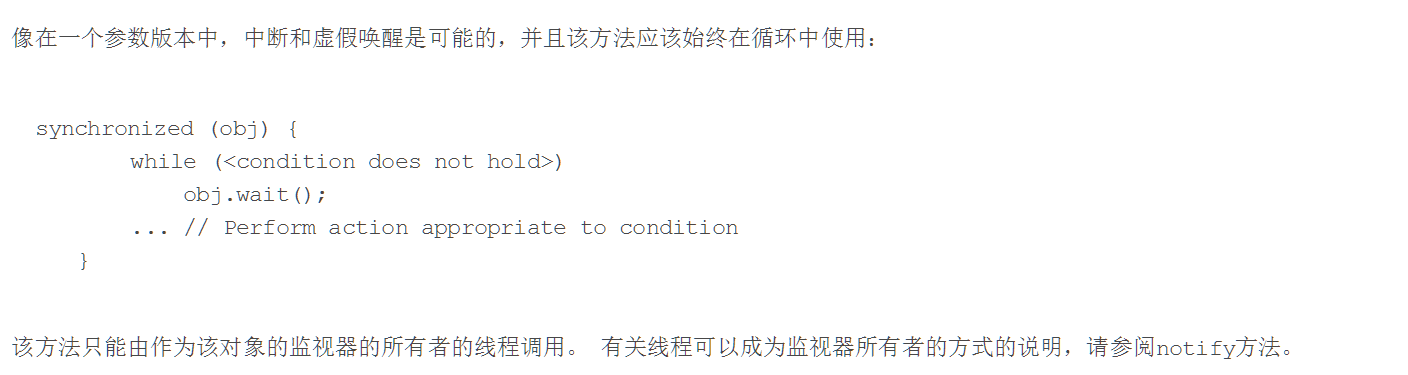 像在一个参数版本中，中断和虚假唤醒是可能的，并且该方法应该始终在循环中使用：
synchronized (obj) {
while (<condition does not hold>)
obj.wait();
... // Perform action appropriate to condition
}
该方法只能由作为该对象的监视器的所有者的线程调用。 有关线程可以成为监视器所有者的方式的说明，请参阅notify方法。